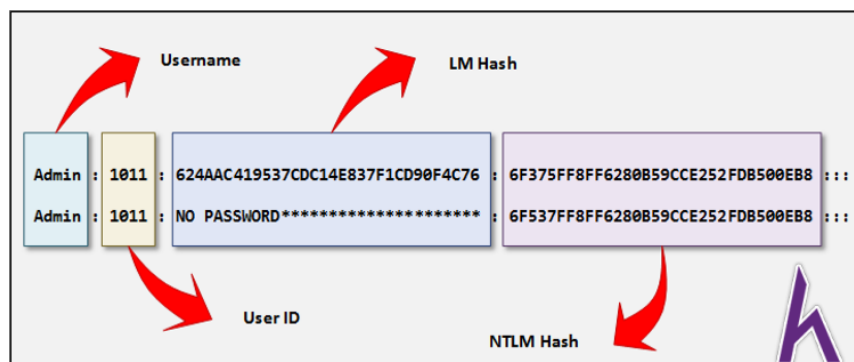 Username
LM Hash
Admin : 1011 : 624AAC419537CDC14E837F1CD90F4C76 : 6F375FF8FF6280B59CCE252FDB500EB8 :::
Admin : 1011 : NO PASSWORD********************* : 6F537FF8FF6280B59CCE252FDB500EB8 :::
User ID
NTLM Hash